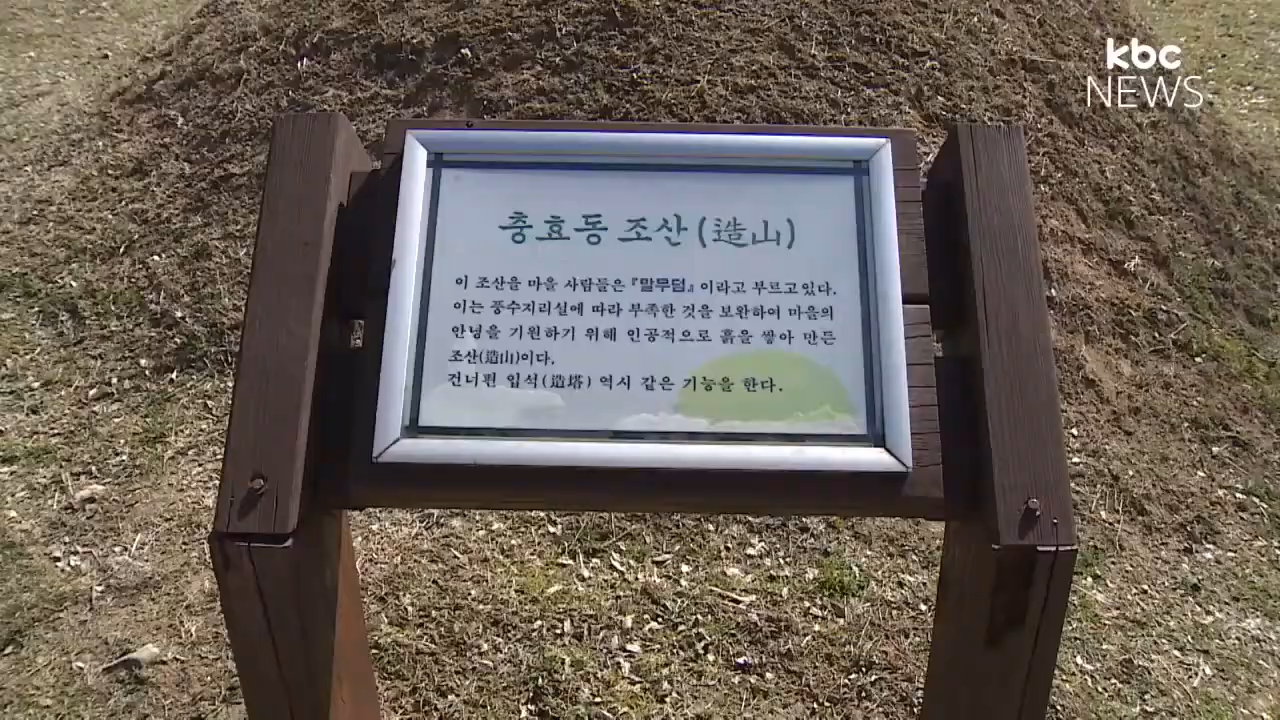 kbc
NEWS
충효동 조산(造山)
이 조산을 마을 사람들은 『말무덤』이라고 부르고 있다.
이는 풍수지리설에 따라 부족한 것을 보완하여 마을의
안녕을 기원하기 위해 인공적으로 흙을 쌓아 만든
조산(造山)이다.
건너편 입석(造塔) 역시 같은 기능을 한다.